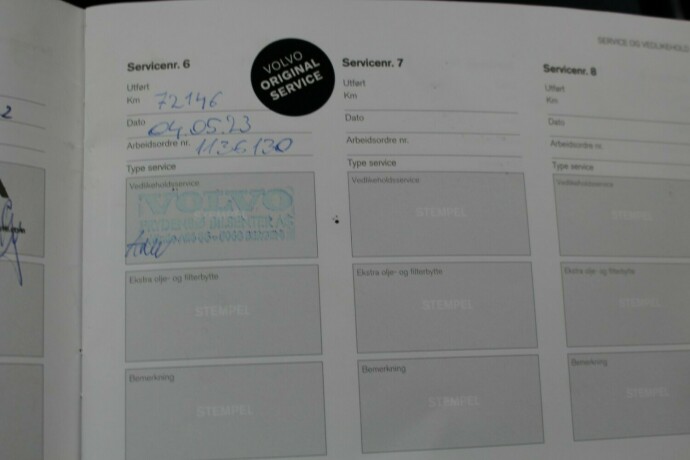 SERVICE OG VEDLIKEHOLD
Servicenr. 6
Utført
Km 72146
Dato 04.05.23
Arbeidsordre nr. 1136130
Type service
Vedlikeholdsservice
VOLVO
BILSENTER AS
Ekstra olje- og filterbytte
STEMPEL
Bemerkning
STEMPEL
VOLVO
ORIGINAL
SERVICE
Servicenr. 7
Utført
Km
Dato
Arbeidsordre nr.
Type service
Vedlikeholdsservice
STEMPEL
Ekstra olje- og filterbytte
STEMPEL
Bemerkning
STEMPEL
Servicenr. 8
Utført
Km
Dato
Arbeidsordre nr.
Type service
Vedlikeholdsservice
STEMPEL
Ekstra olje- og filterbytte
STEMPEL
Bemerkning
STEMPEL
2